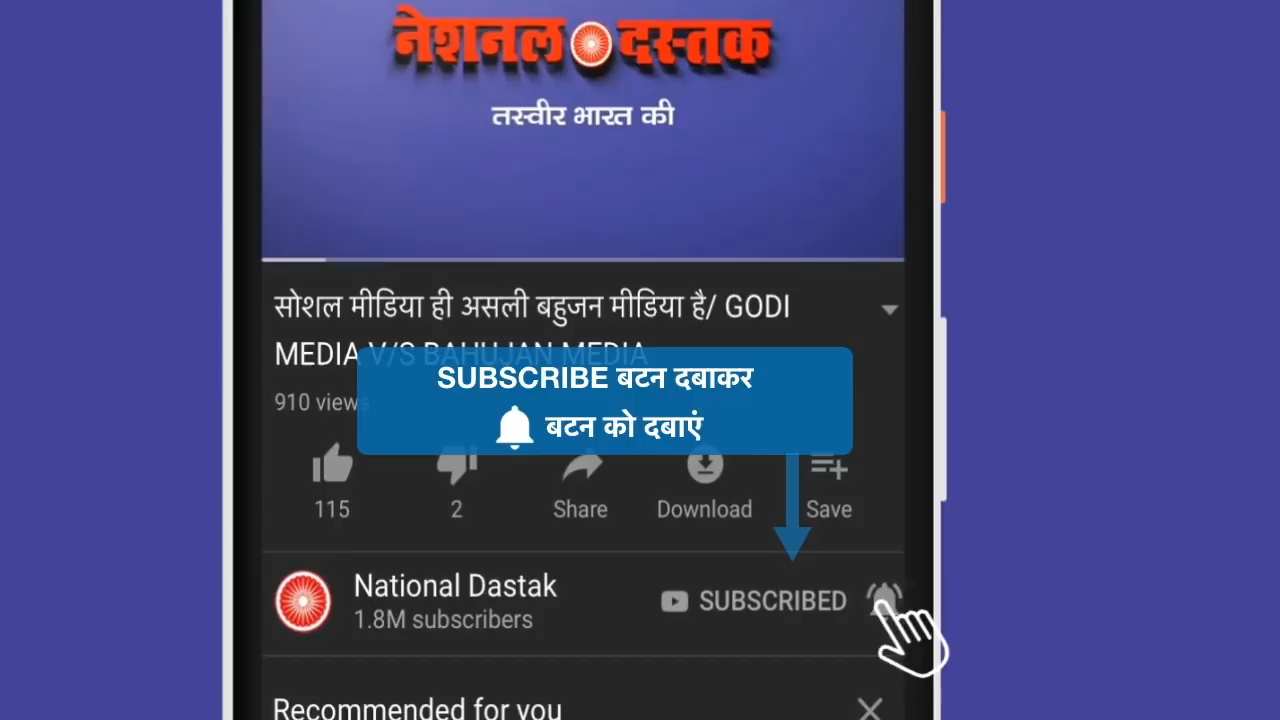 नेशनल दस्तक
तस्वीर भारत की
सोशल मीडिया ही असली बहुजन मीडिया है/ GODI
MEDIA V/S BAHUJAN MEDIA
910 views
SUBSCRIBE बटन दबाकर
बटन को दबाएं
115
2
Share
Download
Save
National Dastak
1.8M subscribers
SUBSCRIBED
Recommended for you